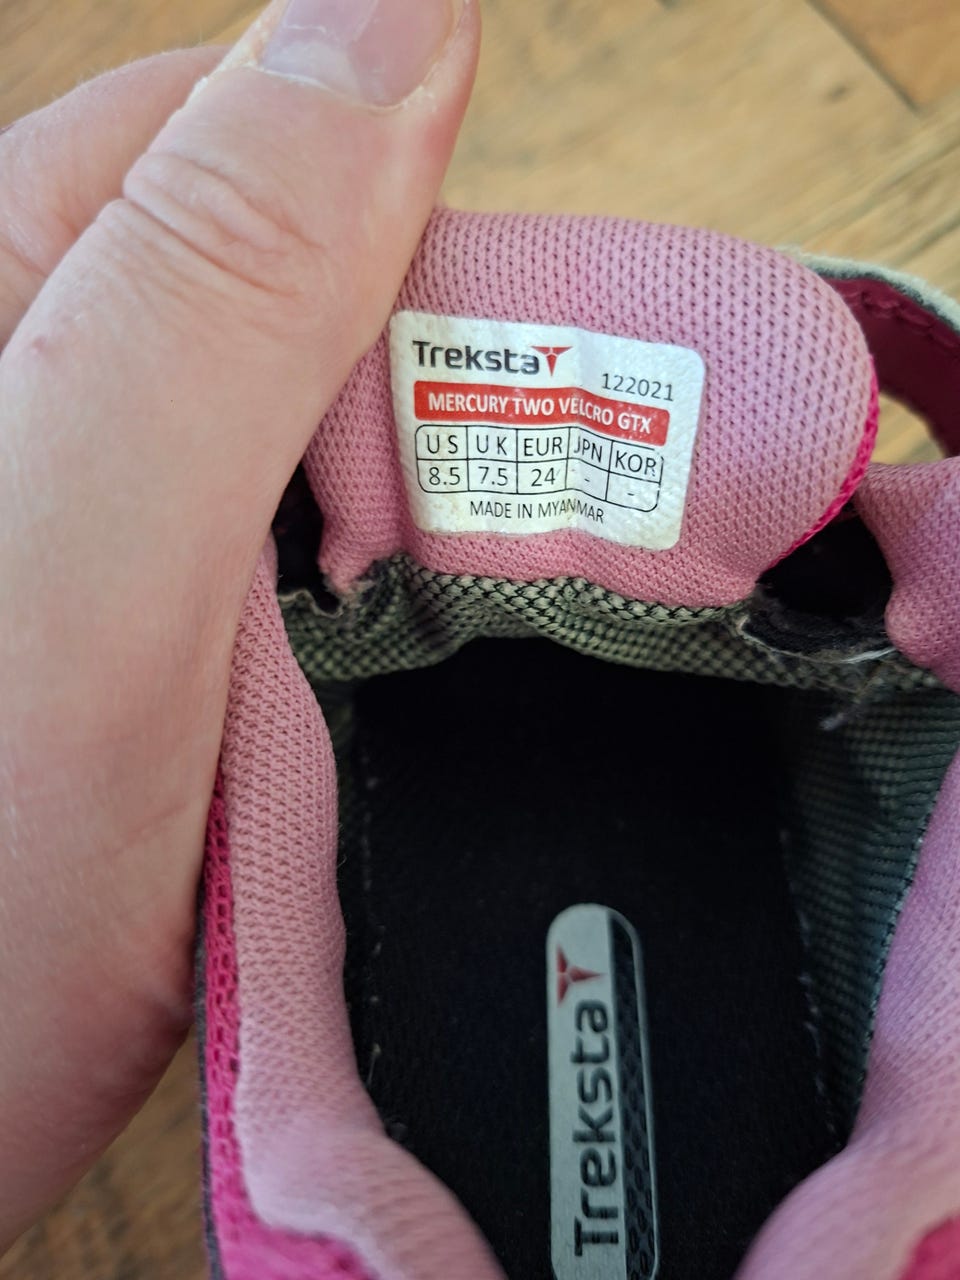 Treksta
122021
MERCURY TWO VELCRO GTX
US UK EUR JPN KOR
8.5 7.5 24 - -
MADE IN MYANMAR
Treksta